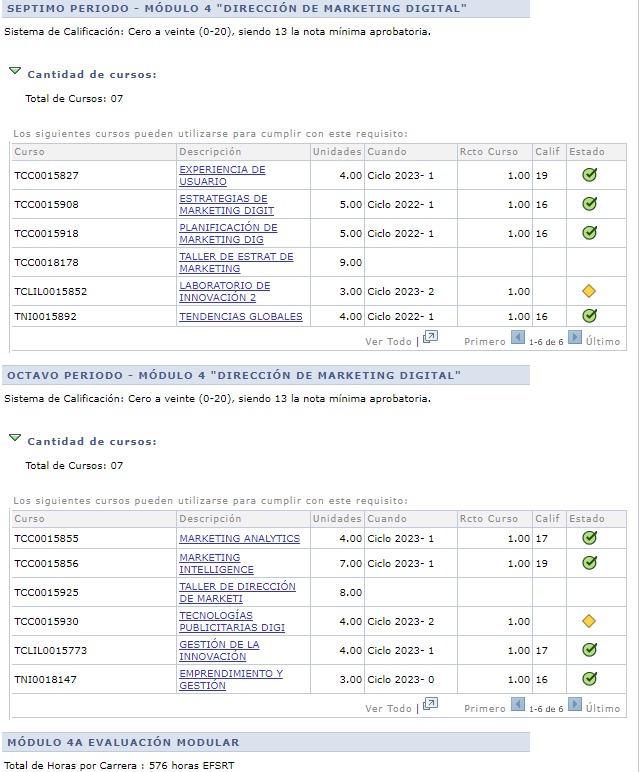 SEPTIMO PERIODO - MÓDULO 4 "DIRECCIÓN DE MARKETING DIGITAL"
Sistema de Calificación: Cero a veinte (0-20), siendo 13 la nota mínima aprobatoria.
Cantidad de cursos:
Total de Cursos: 07
Los siguientes cursos pueden utilizarse para cumplir con este requisito:
Curso Descripción Unidades Cuando Rcto Curso Calif Estado
TCC0015827 EXPERIENCIA DE USUARIO 4.00 Ciclo 2023- 1 1.00 19
TCC0015908 ESTRATEGIAS DE MARKETING DIGIT 5.00 Ciclo 2022- 1 1.00 16
TCC0015918 PLANIFICACIÓN DE MARKETING DIG 5.00 Ciclo 2022- 1 1.00 16
TCC0018178 TALLER DE ESTRAT DE MARKETING 9.00
TCLIL0015852 LABORATORIO DE INNOVACIÓN 2 3.00 Ciclo 2023- 2 1.00
TNI0015892 TENDENCIAS GLOBALES 4.00 Ciclo 2022- 1 1.00 16
Ver Todo | Primero 1-6 de 6 Último
OCTAVO PERIODO - MÓDULO 4 "DIRECCIÓN DE MARKETING DIGITAL"
Sistema de Calificación: Cero a veinte (0-20), siendo 13 la nota mínima aprobatoria.
Cantidad de cursos:
Total de Cursos: 07
Los siguientes cursos pueden utilizarse para cumplir con este requisito:
Curso Descripción Unidades Cuando Rcto Curso Calif Estado
TCC0015855 MARKETING ANALYTICS 4.00 Ciclo 2023- 1 1.00 17
TCC0015856 MARKETING INTELLIGENCE 7.00 Ciclo 2023- 1 1.00 19
TCC0015925 TALLER DE DIRECCIÓN DE MARKETI 8.00
TCC0015930 TECNOLOGÍAS PUBLICITARIAS DIGI 4.00 Ciclo 2023- 2 1.00
TCLIL0015773 GESTIÓN DE LA INNOVACIÓN 4.00 Ciclo 2023- 1 1.00 17
TNI0018147 EMPRENDIMIENTO Y GESTIÓN 3.00 Ciclo 2023- 0 1.00 16
Ver Todo | Primero 1-6 de 6 Último
MÓDULO 4A EVALUACIÓN MODULAR
Total de Horas por Carrera : 576 horas EFSRT